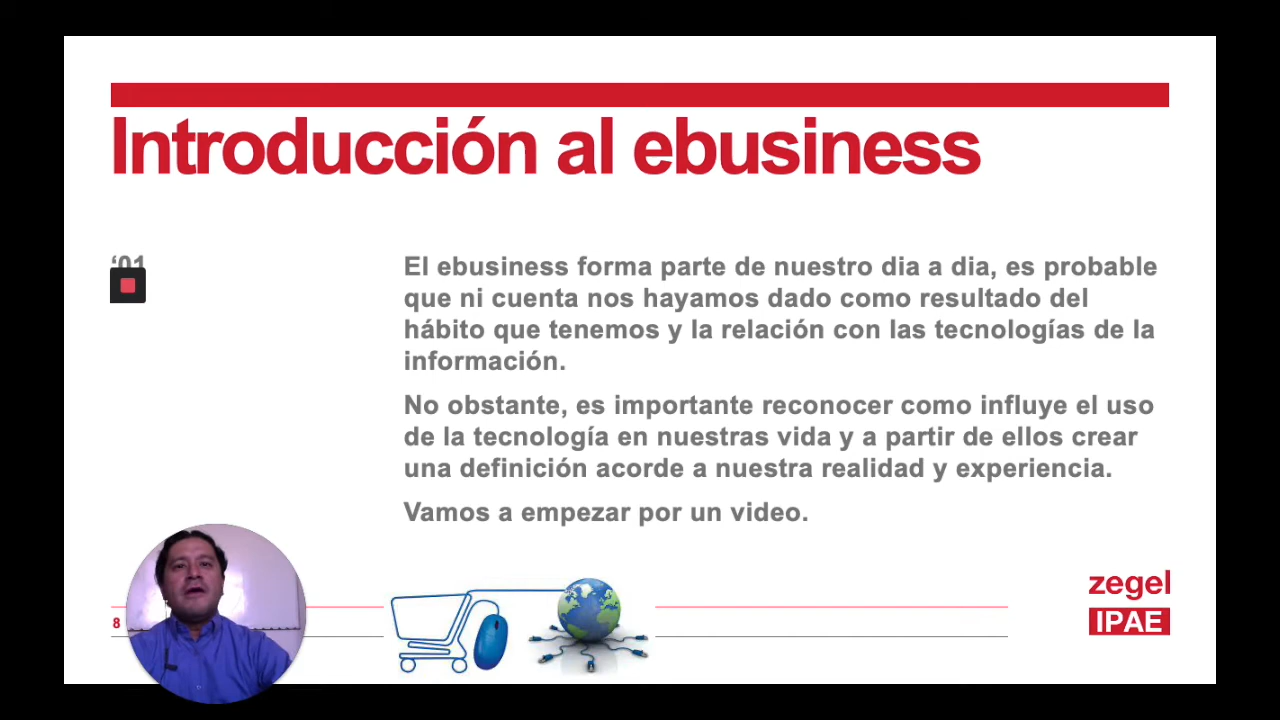 Introducción al ebusiness
‘01
El ebusiness forma parte de nuestro dia a dia, es probable
que ni cuenta nos hayamos dado como resultado del
hábito que tenemos y la relación con las tecnologías de la
información.
No obstante, es importante reconocer como influye el uso
de la tecnología en nuestras vida y a partir de ellos crear
una definición acorde a nuestra realidad y experiencia.
Vamos a empezar por un video.
8
zegel
IPAE